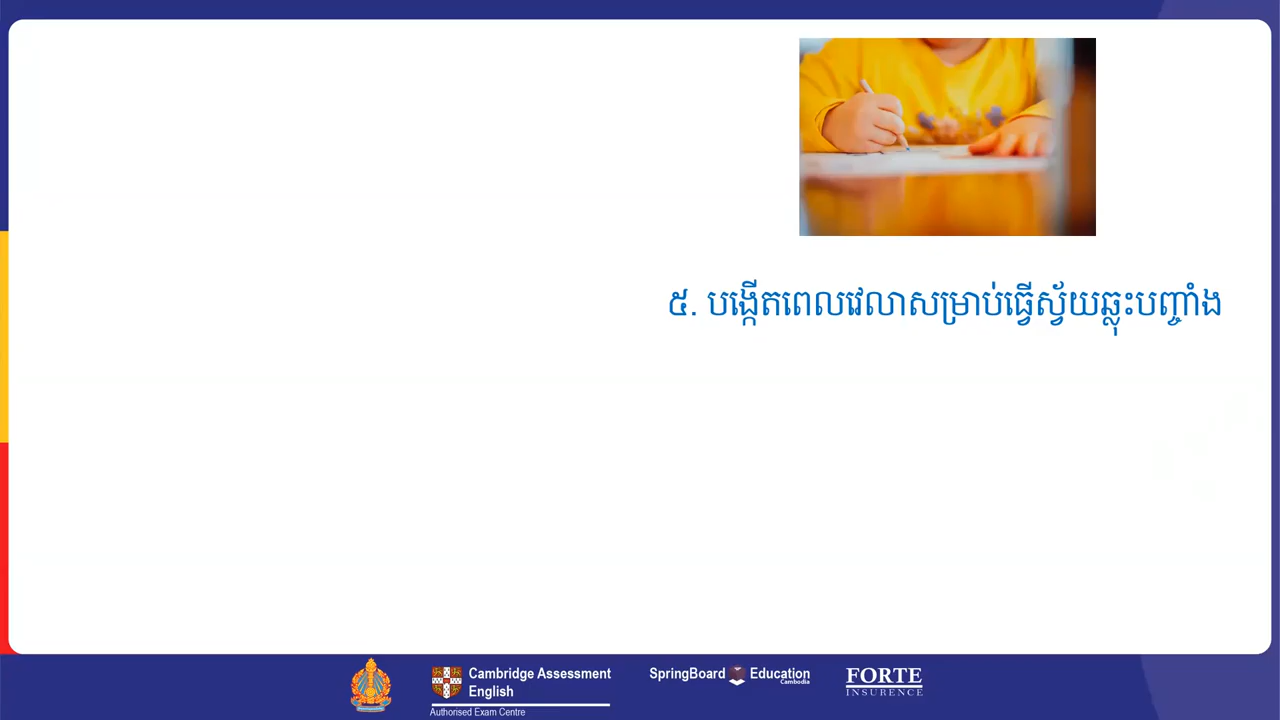 ៥. បង្កើតពេលវេលាសម្រាប់ធ្វើស្វ័យឆ្លុះបញ្ចាំង
Cambridge Assessment
English
Authorised Exam Centre
SpringBoard Education
Cambodia
FORTE
INSURENCE